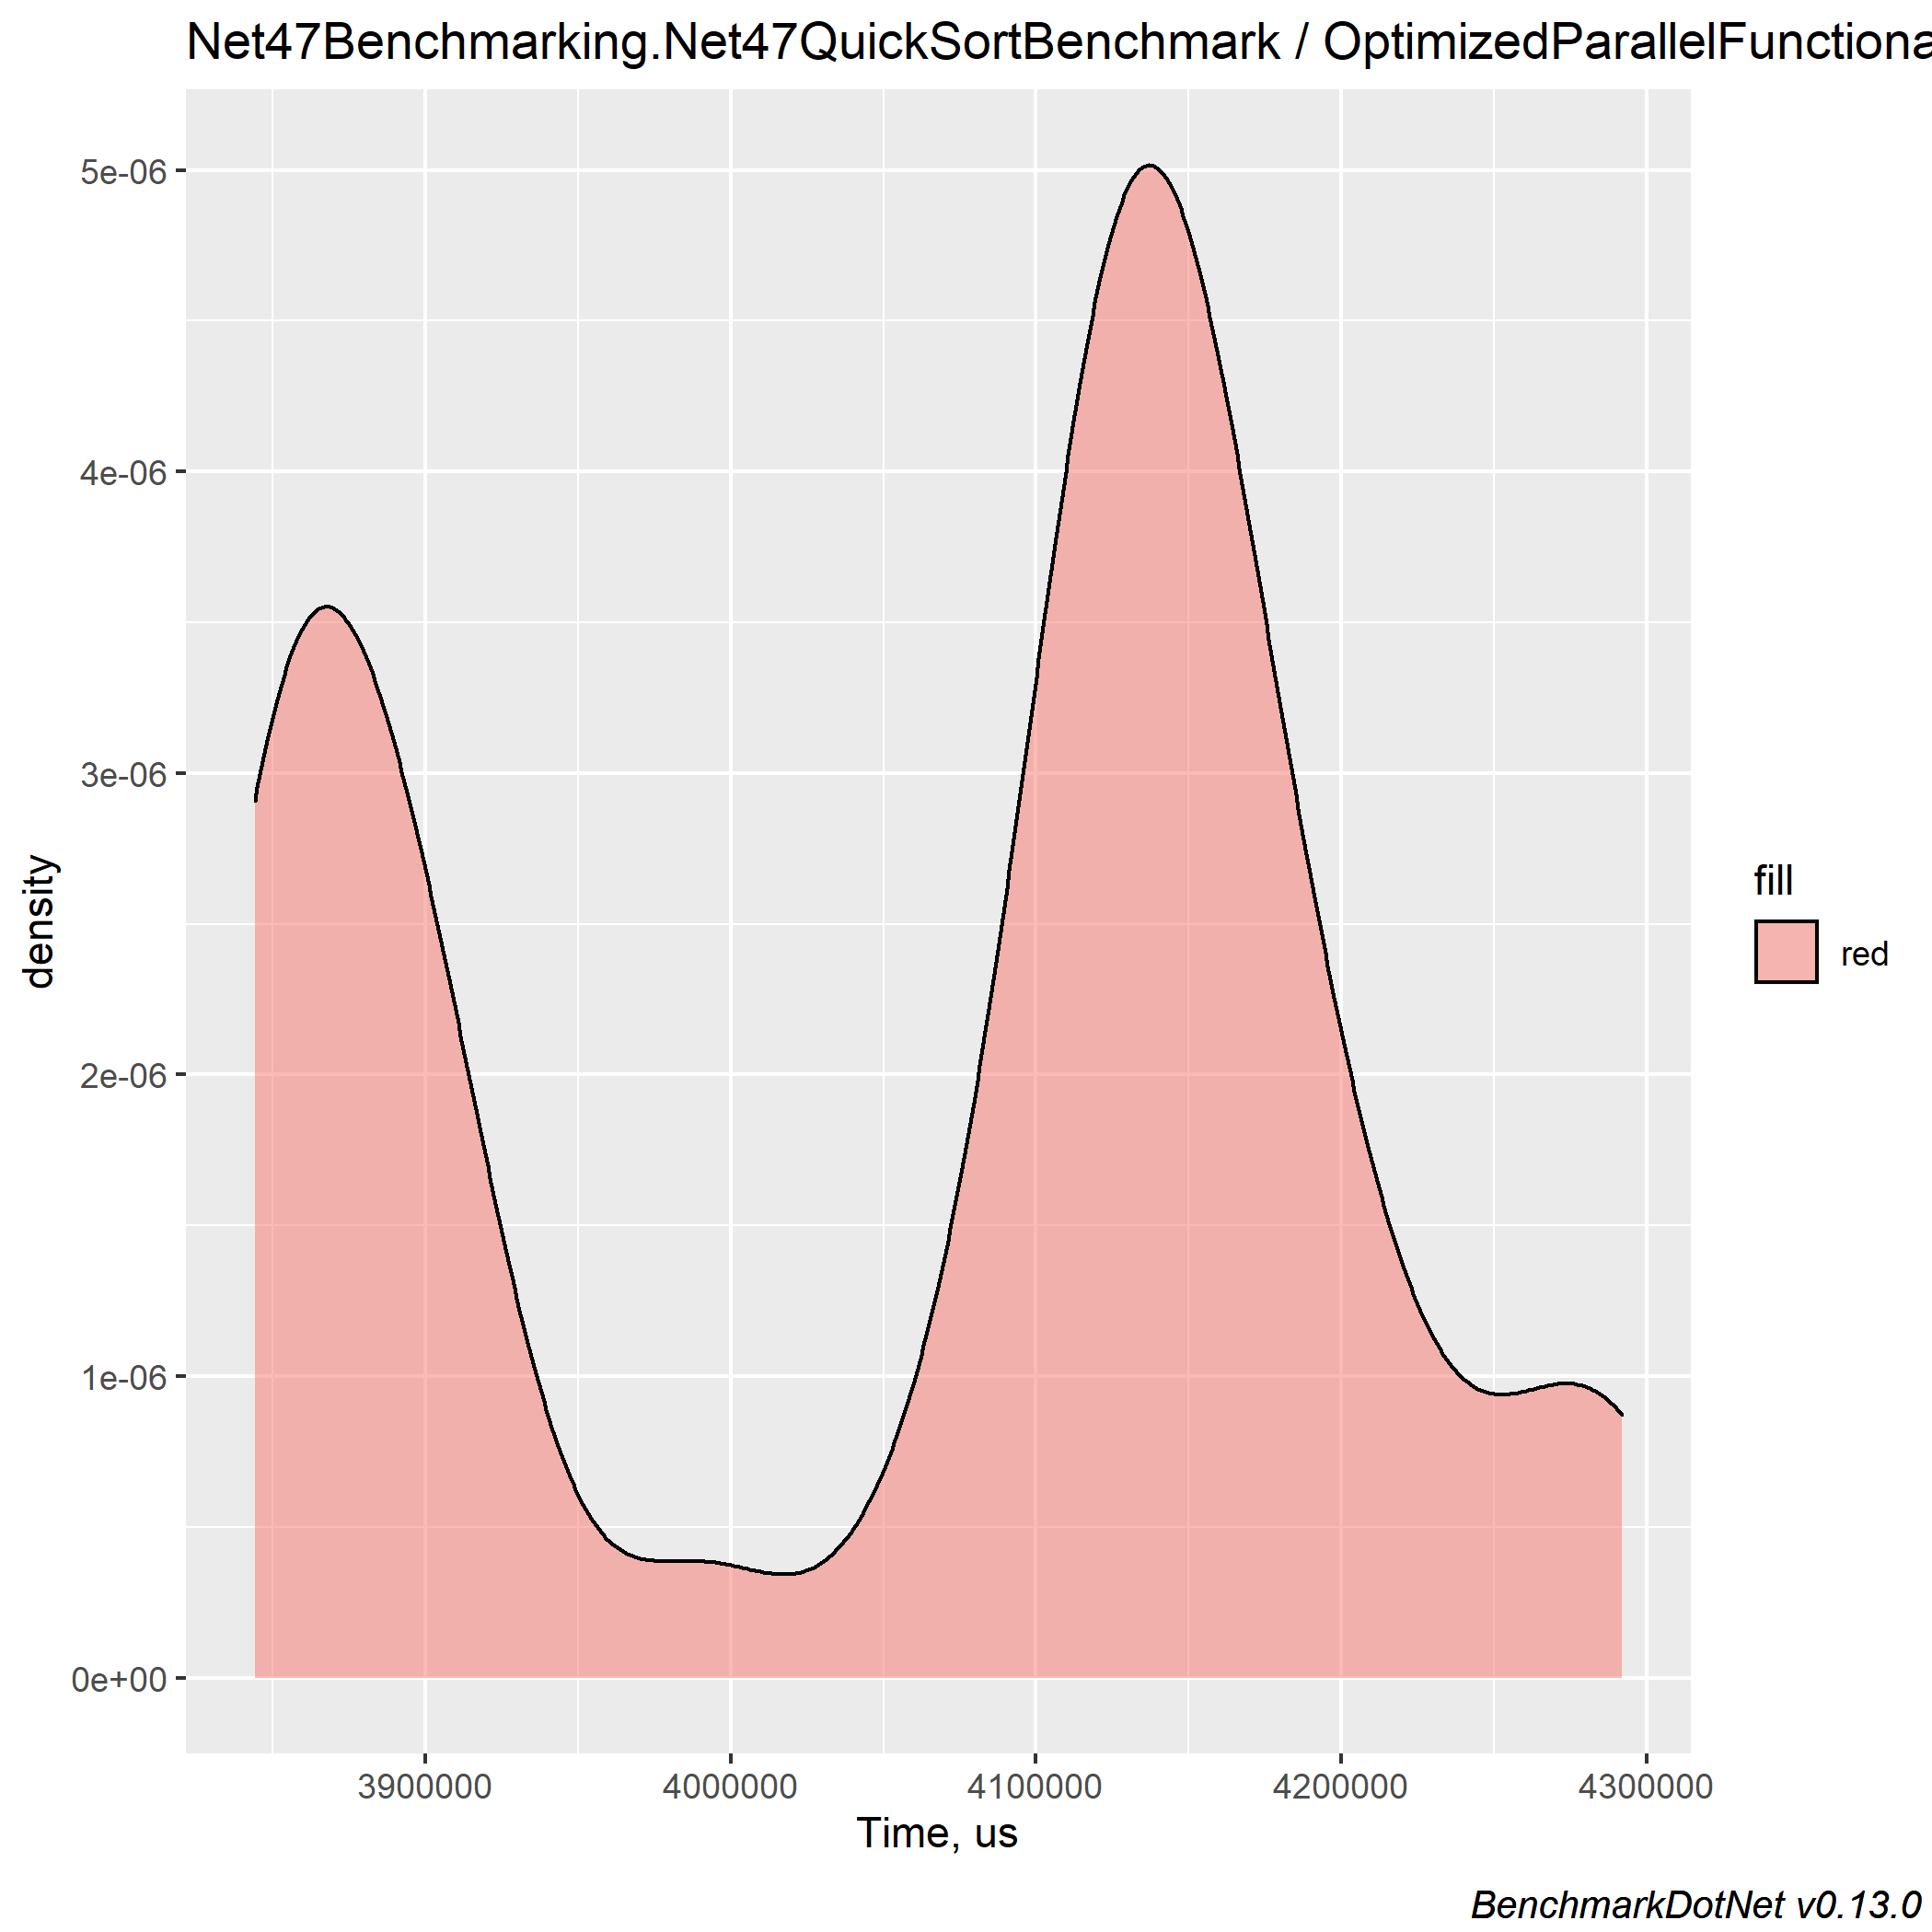 Net47Benchmarking.Net47QuickSortBenchmark / OptimizedParallelFunctiona
5e-06
4e-06
3e-06
2e-06
1e-06
0e+00
density
3900000 4000000 4100000 4200000 4300000
Time, us
fill
red
BenchmarkDotNet v0.13.0